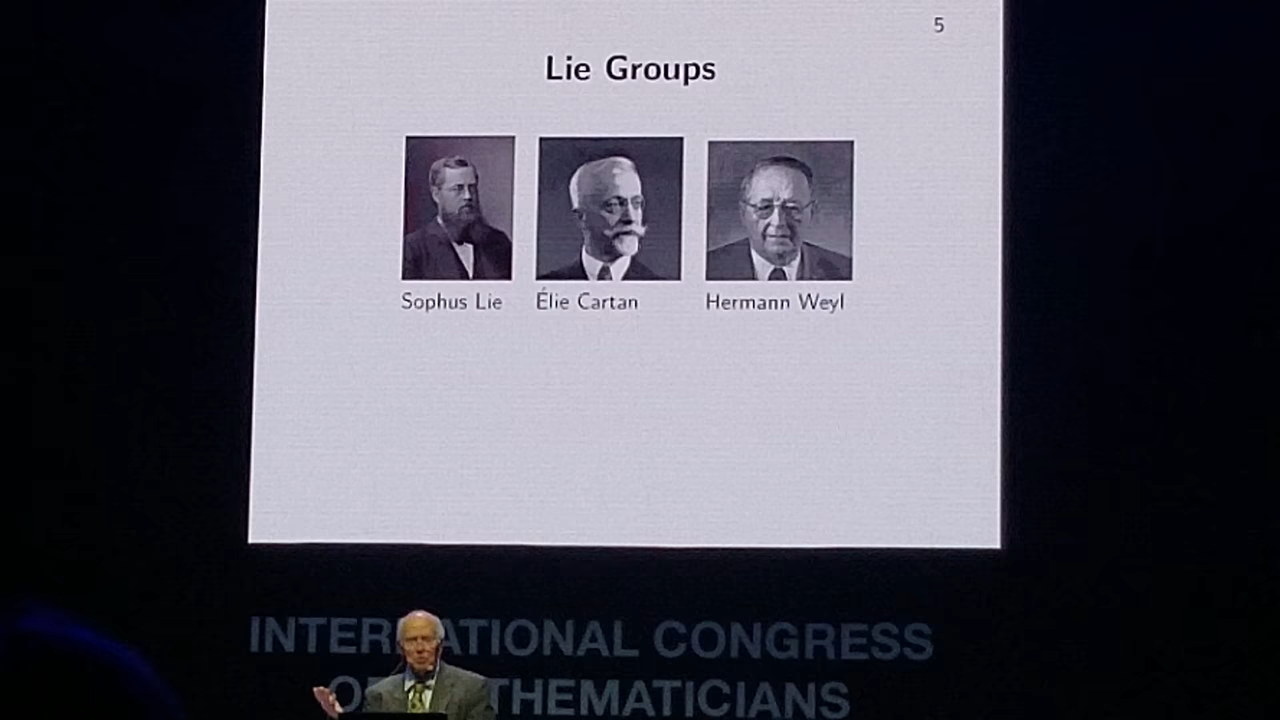 5
Lie Groups
Sophus Lie Élie Cartan Hermann Weyl
INTER ATIONAL CONGRESS
O THEMATICIANS